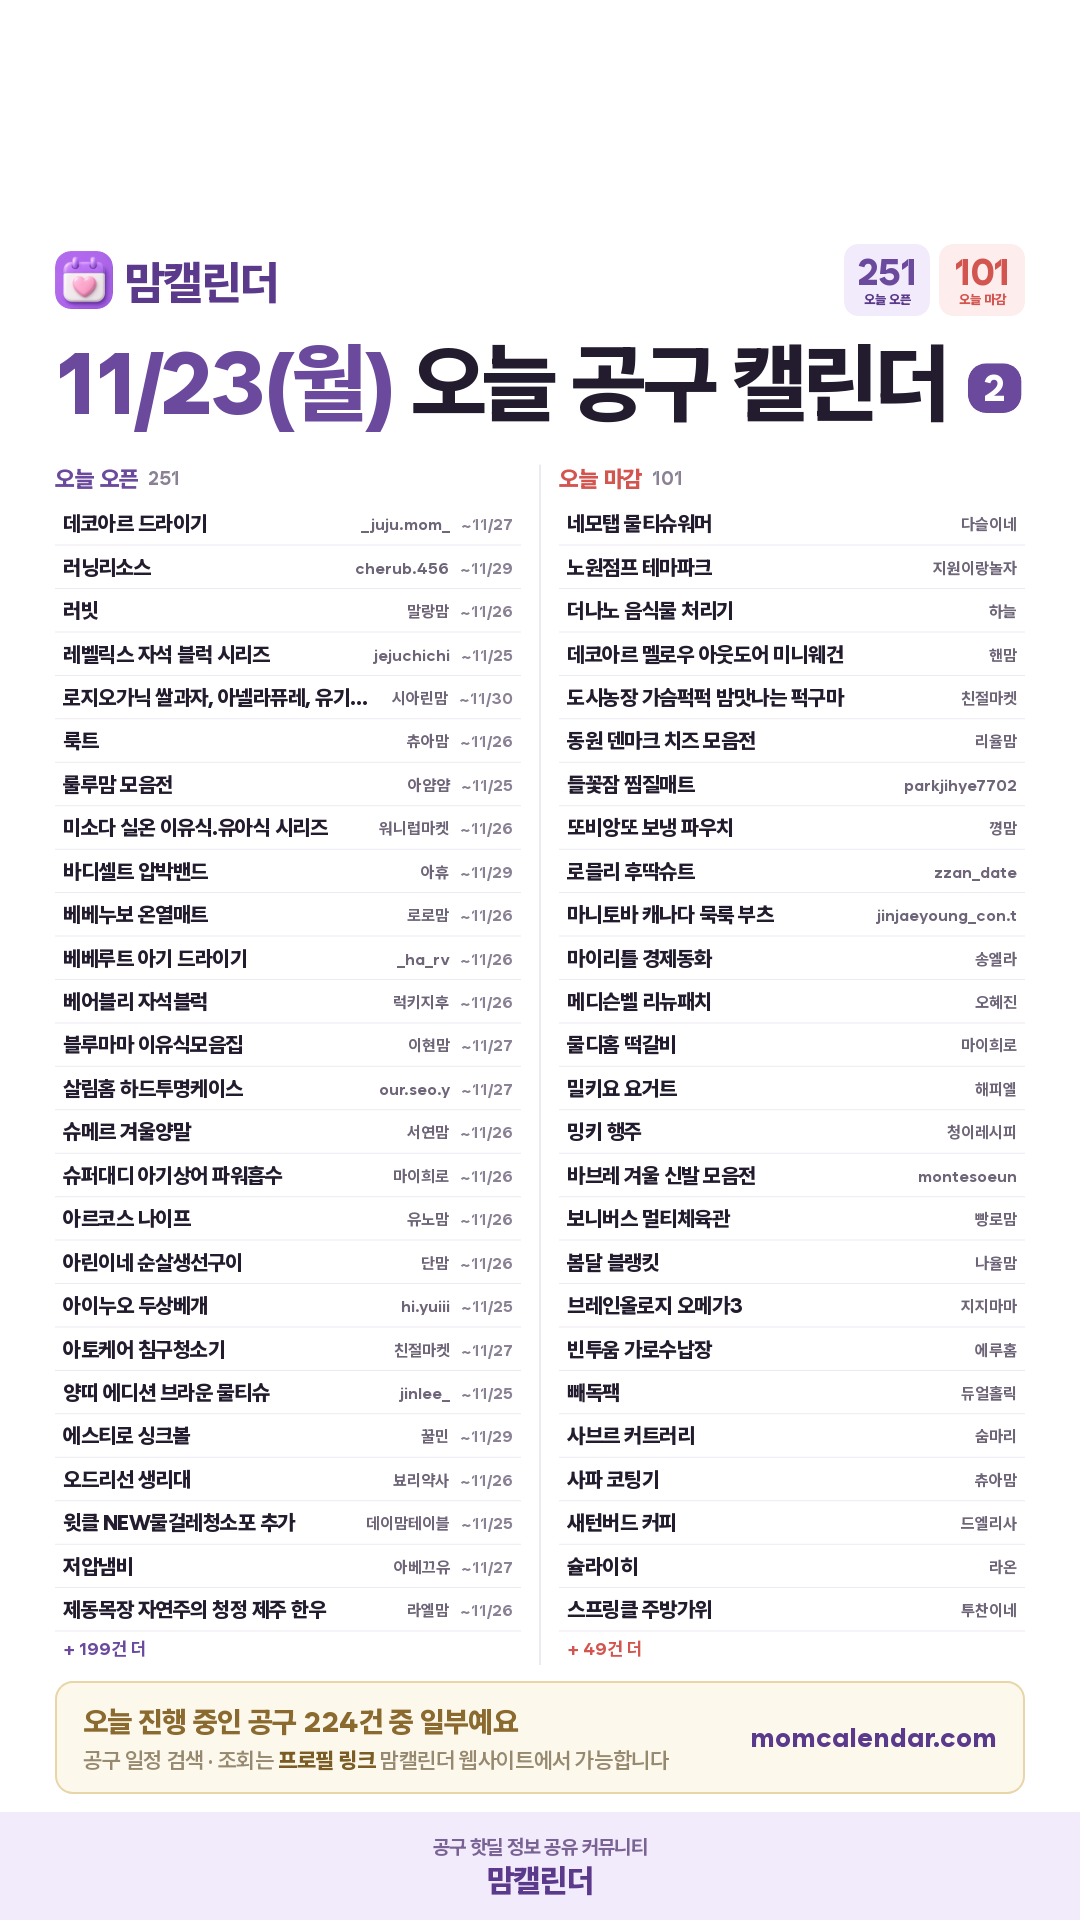 맘캘린더
251
오늘 오픈
101
오늘 마감
11/23(월) 오늘 공구 캘린더 2
오늘 오픈 251
데코아르 드라이기 _juju.mom_ ~11/27
러닝리소스 cherub.456 ~11/29
러빗 말랑맘 ~11/26
레벨릭스 자석 블럭 시리즈 jejuchichi ~11/25
로지오가닉 쌀과자, 아넬라퓨레, 유기... 시아린맘 ~11/30
룩트 츄아맘 ~11/26
룰루맘 모음전 아얌얌 ~11/25
미소다 실온 이유식.유아식 시리즈 워니럽마켓 ~11/26
바디셀트 압박밴드 아휴 ~11/29
베베누보 온열매트 로로맘 ~11/26
베베루트 아기 드라이기 _ha_rv ~11/26
베어블리 자석블럭 럭키지후 ~11/26
블루마마 이유식모음집 이현맘 ~11/27
살림홈 하드투명케이스 our.seo.y ~11/27
슈메르 겨울양말 서연맘 ~11/26
슈퍼대디 아기상어 파워흡수 마이희로 ~11/26
아르코스 나이프 유노맘 ~11/26
아린이네 순살생선구이 단맘 ~11/26
아이누오 두상베개 hi.yuiii ~11/25
아토케어 침구청소기 친절마켓 ~11/27
양띠 에디션 브라운 물티슈 jinlee_ ~11/25
에스티로 싱크볼 꿀민 ~11/29
오드리선 생리대 뵤리약사 ~11/26
윗클 NEW물걸레청소포 추가 데이맘테이블 ~11/25
저압냄비 아베끄유 ~11/27
제동목장 자연주의 청정 제주 한우 라엘맘 ~11/26
+ 199건 더
오늘 마감 101
네모탭 물티슈워머 다슬이네
노원점프 테마파크 지원이랑놀자
더나노 음식물 처리기 하늘
데코아르 멜로우 아웃도어 미니웨건 핸맘
도시농장 가슴퍽퍽 밤맛나는 퍽구마 친절마켓
동원 덴마크 치즈 모음전 리율맘
들꽃잠 찜질매트 parkjihye7702
또비앙또 보냉 파우치 껑맘
로믈리 후딱슈트 zzan_date
마니토바 캐나다 묵룩 부츠 jinjaeyoung_con.t
마이리틀 경제동화 송엘라
메디슨벨 리뉴패치 오혜진
물디홈 떡갈비 마이희로
밀키요 요거트 해피엘
밍키 행주 청이레시피
바브레 겨울 신발 모음전 montesoeun
보니버스 멀티체육관 빵로맘
봄달 블랭킷 나율맘
브레인올로지 오메가3 지지마마
빈투움 가로수납장 에루홈
빼독팩 듀얼홀릭
사브르 커트러리 숨마리
사파 코팅기 츄아맘
새턴버드 커피 드엘리사
슐라이히 라온
스프링클 주방가위 투찬이네
+ 49건 더
오늘 진행 중인 공구 224건 중 일부예요
공구 일정 검색 · 조회는 프로필 링크 맘캘린더 웹사이트에서 가능합니다
momcalendar.com
공구 핫딜 정보 공유 커뮤니티
맘캘린더